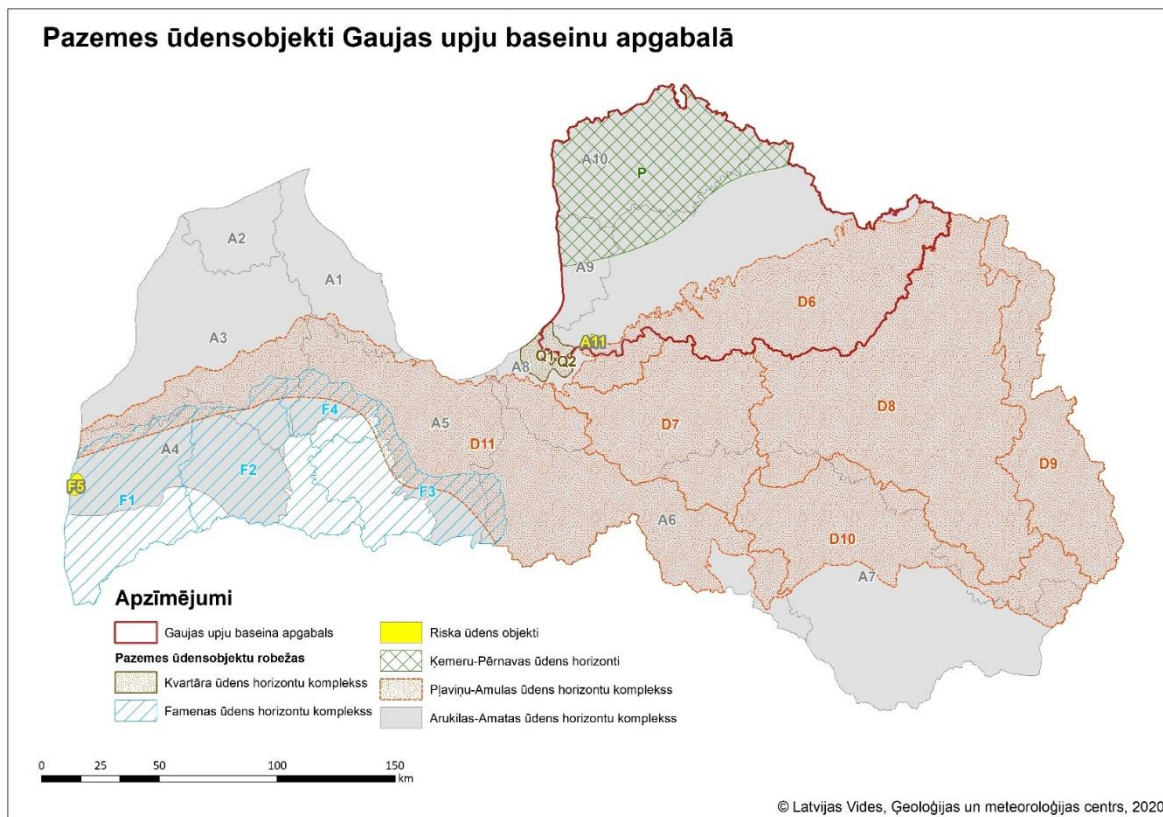 Pazemes ūdensobjekti Gaujas upju baseinu apgabalā
A10
P
A2
A1
A9
A3
D6
A11
Q1
Q2
A8
F4
D7
D8
A5
D11
A4
F2
D9
F5
F1
F3
A6
D10
A7
Apzīmējumi
Gaujas upju baseina apgabals
Pazemes ūdensobjektu robežas
Kvartāra ūdens horizontu komplekss
Famenas ūdens horizontu komplekss
Riska ūdens objekti
Ķemeru-Pērnavas ūdens horizonti
Pļaviņu-Amulas ūdens horizontu komplekss
Arukilas-Amatas ūdens horizontu komplekss
0 25 50 100 150
km
© Latvijas Vides, Ģeoloģijas un meteoroloģijas centrs, 2020